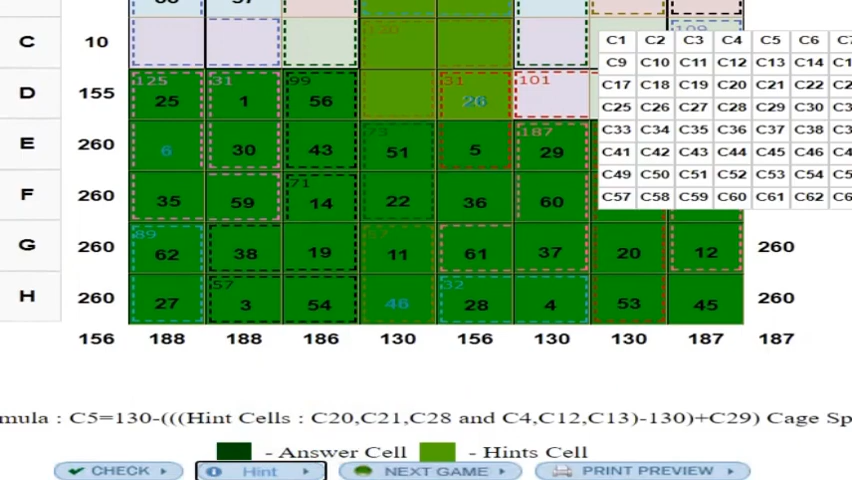 C 10 120 109
D 155 125 25 31 1 99 56 31 26 101
E 260 6 30 43 73 51 5 187 29
F 260 35 59 71 14 22 36 60
G 260 89 62 38 19 57 11 61 37 20 12 260
H 260 27 57 3 54 46 32 28 4 53 45 260
156 188 188 186 130 156 130 130 187 187
C1 C2 C3 C4 C5 C6
C9 C10 C11 C12 C13 C14
C17 C18 C19 C20 C21 C22
C25 C26 C27 C28 C29 C30
C33 C34 C35 C36 C37 C38
C41 C42 C43 C44 C45 C46
C49 C50 C51 C52 C53 C54
C57 C58 C59 C60 C61 C62
mula : C5=130-(((Hint Cells : C20,C21,C28 and C4,C12,C13)-130)+C29) Cage Sp
- Answer Cell - Hints Cell
CHECK Hint NEXT GAME PRINT PREVIEW